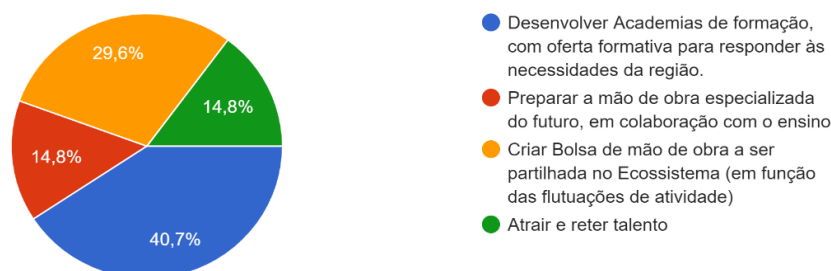 29,6%
14,8%
14,8%
40,7%
Desenvolver Academias de formação,
com oferta formativa para responder às
necessidades da região.
Preparar a mão de obra especializada
do futuro, em colaboração com o ensino
Criar Bolsa de mão de obra a ser
partilhada no Ecossistema (em função
das flutuações de atividade)
Atrair e reter talento